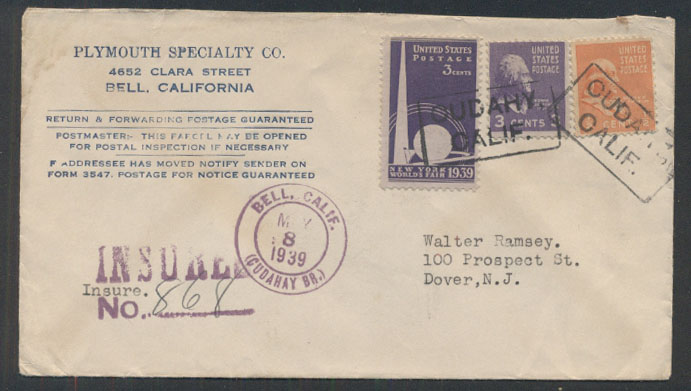 PLYMOUTH SPECIALTY CO.
4652 CLARA STREET
BELL, CALIFORNIA
RETURN & FORWARDING POSTAGE GUARANTEED
POSTMASTER:- THIS PARCEL MAY BE OPENED
FOR POSTAL INSPECTION IF NECESSARY
F ADDRESSEE HAS MOVED NOTIFY SENDER ON
FORM 3547. POSTAGE FOR NOTICE GUARANTEED
UNITED STATES
POSTAGE
3 CENTS
NEW YORK
WORLD'S FAIR 1939
UNITED
STATES
POSTAGE
3 CENTS
UNITED
STATES
POSTAGE
CUDAHY,
CALIF.
CUDAHY,
CALIF.
BELL, CALIF.
8
1939
(CUDAHAY BR.)
INSURED
Insure.
No. 868
Walter Ramsey.
100 Prospect St.
Dover,N.J.